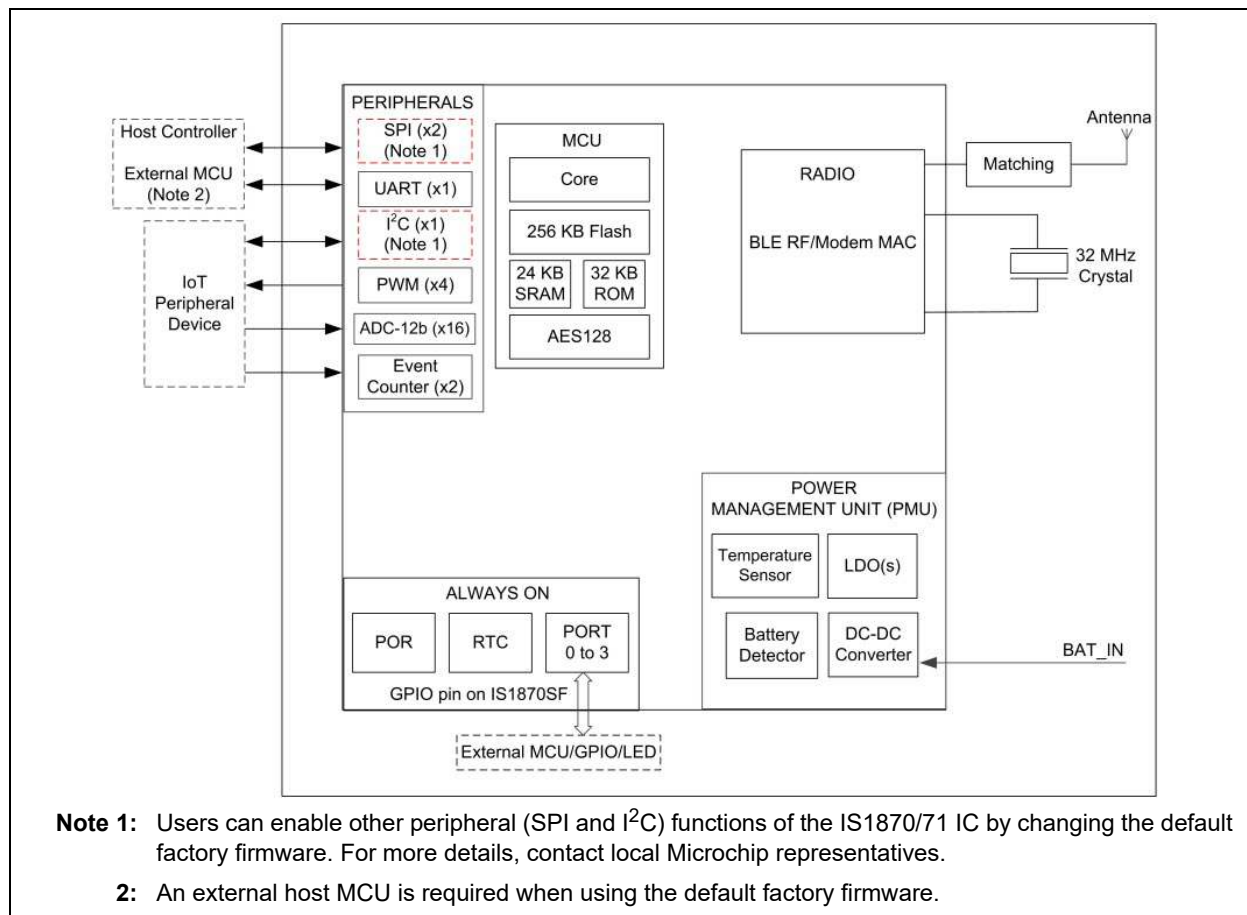 PERIPHERALS
SPI (x2)
(Note 1)
UART (x1)
I²C (x1)
(Note 1)
PWM (x4)
ADC-12b (x16)
Event
Counter (x2)
Host Controller
External MCU
(Note 2)
IoT
Peripheral
Device
MCU
Core
256 KB Flash
24 KB
SRAM
32 KB
ROM
AES128
RADIO
BLE RF/Modem MAC
Matching
Antenna
32 MHz
Crystal
POWER
MANAGEMENT UNIT (PMU)
Temperature
Sensor
LDO(s)
Battery
Detector
DC-DC
Converter
BAT_IN
ALWAYS ON
POR
RTC
PORT
0 to 3
GPIO pin on IS1870SF
External MCU/GPIO/LED
Note 1: Users can enable other peripheral (SPI and I²C) functions of the IS1870/71 IC by changing the default
factory firmware. For more details, contact local Microchip representatives.
2: An external host MCU is required when using the default factory firmware.